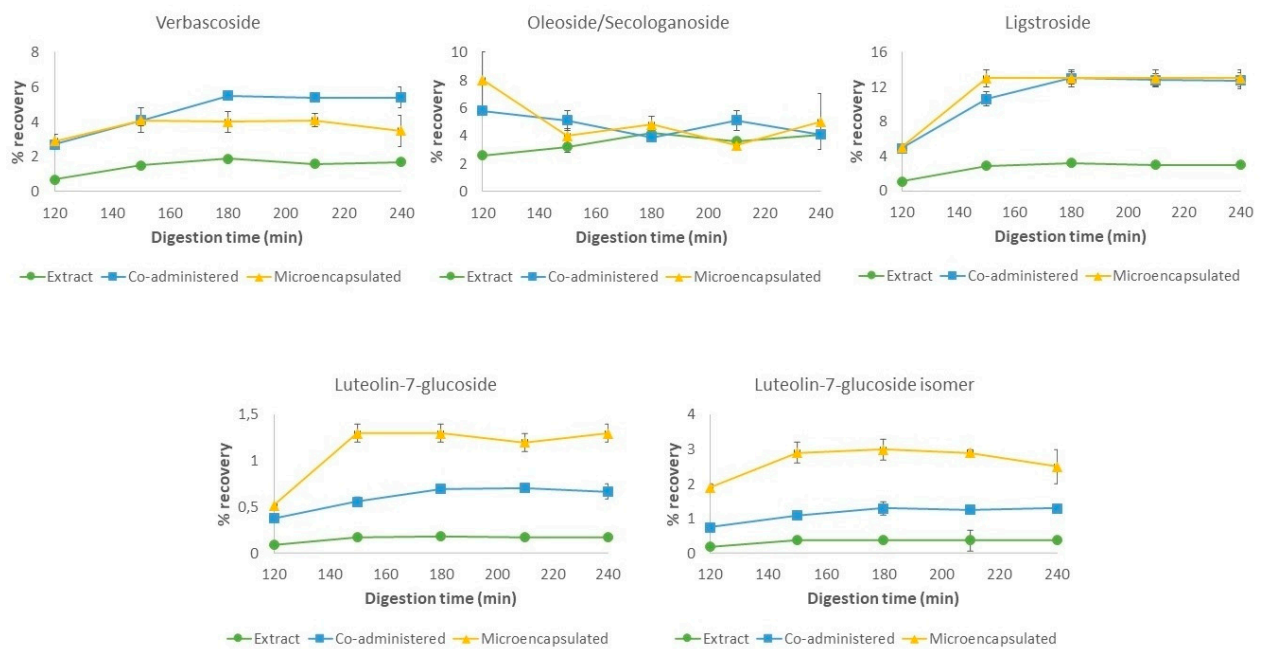 Verbascoside
% recovery
8
6
4
2
0
120 140 160 180 200 220 240
Digestion time (min)
Extract Co-administered Microencapsulated
Oleoside/Secologanoside
% recovery
10
8
6
4
2
0
120 140 160 180 200 220 240
Digestion time (min)
Extract Co-administered Microencapsulated
Ligstroside
% recovery
16
12
8
4
0
120 140 160 180 200 220 240
Digestion time (min)
Extract Co-administered Microencapsulated
Luteolin-7-glucoside
% recovery
1,5
1
0,5
0
120 140 160 180 200 220 240
Digestion time (min)
Extract Co-administered Microencapsulated
Luteolin-7-glucoside isomer
% recovery
4
3
2
1
0
120 140 160 180 200 220 240
Digestion time (min)
Extract Co-administered Microencapsulated